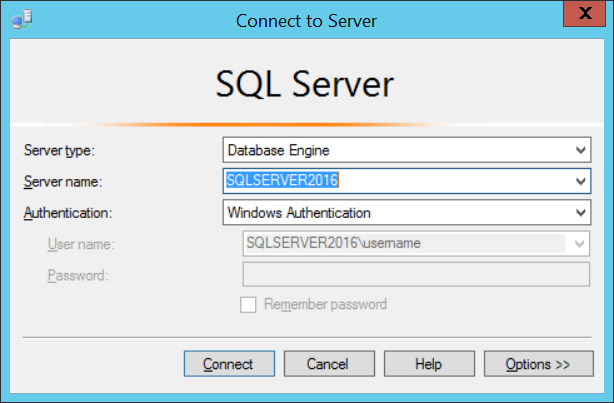 Connect to Server
X
SQL Server
Server type: Database Engine
Server name: SQLSERVER2016
Authentication: Windows Authentication
User name: SQLSERVER2016\username
Password:
Remember password
Connect Cancel Help Options >>